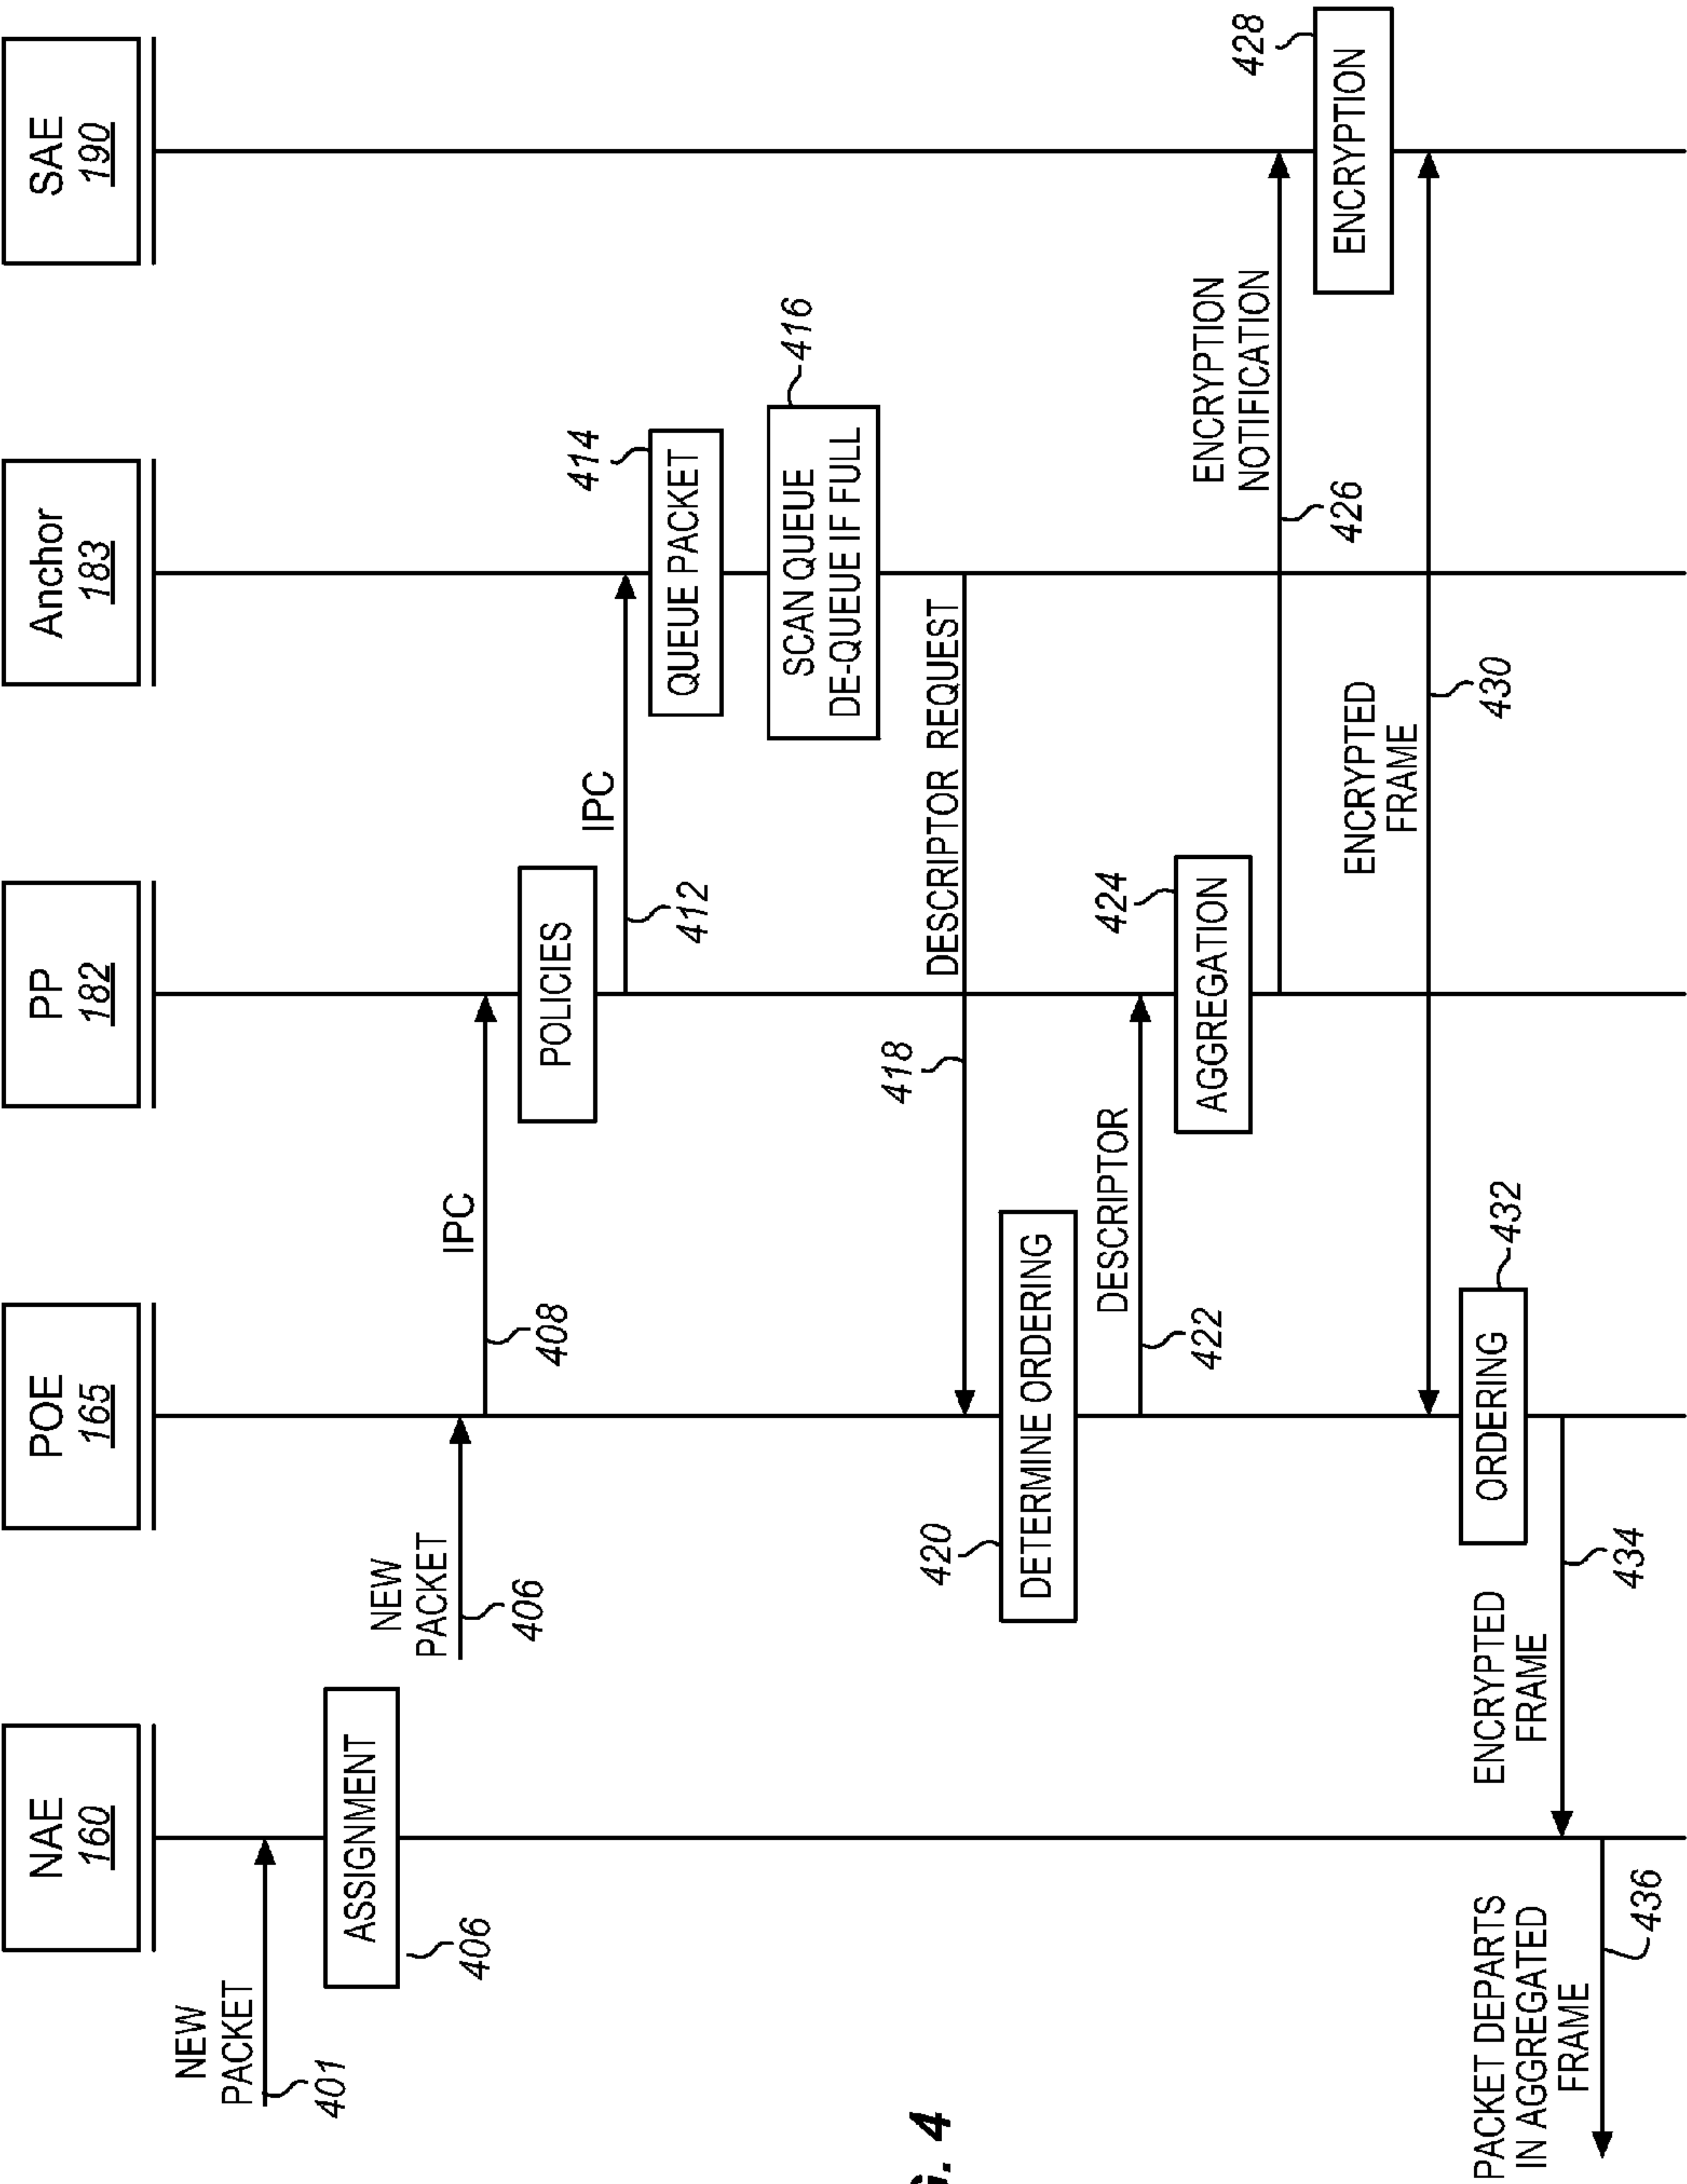 NAE
160
POE
165
PP
182
Anchor
183
SAE
190
NEW
PACKET
401
ASSIGNMENT
406
NEW
PACKET
406
IPC
408
POLICIES
IPC
412
414
QUEUE PACKET
416
SCAN QUEUE
DE-QUEUE IF FULL
DESCRIPTOR REQUEST
418
420
DETERMINE ORDERING
DESCRIPTOR
422
424
AGGREGATION
ENCRYPTION
NOTIFICATION
426
428
ENCRYPTION
ENCRYPTED
FRAME
430
432
ORDERING
ENCRYPTED
FRAME
434
PACKET DEPARTS
IN AGGREGATED
FRAME
436
4